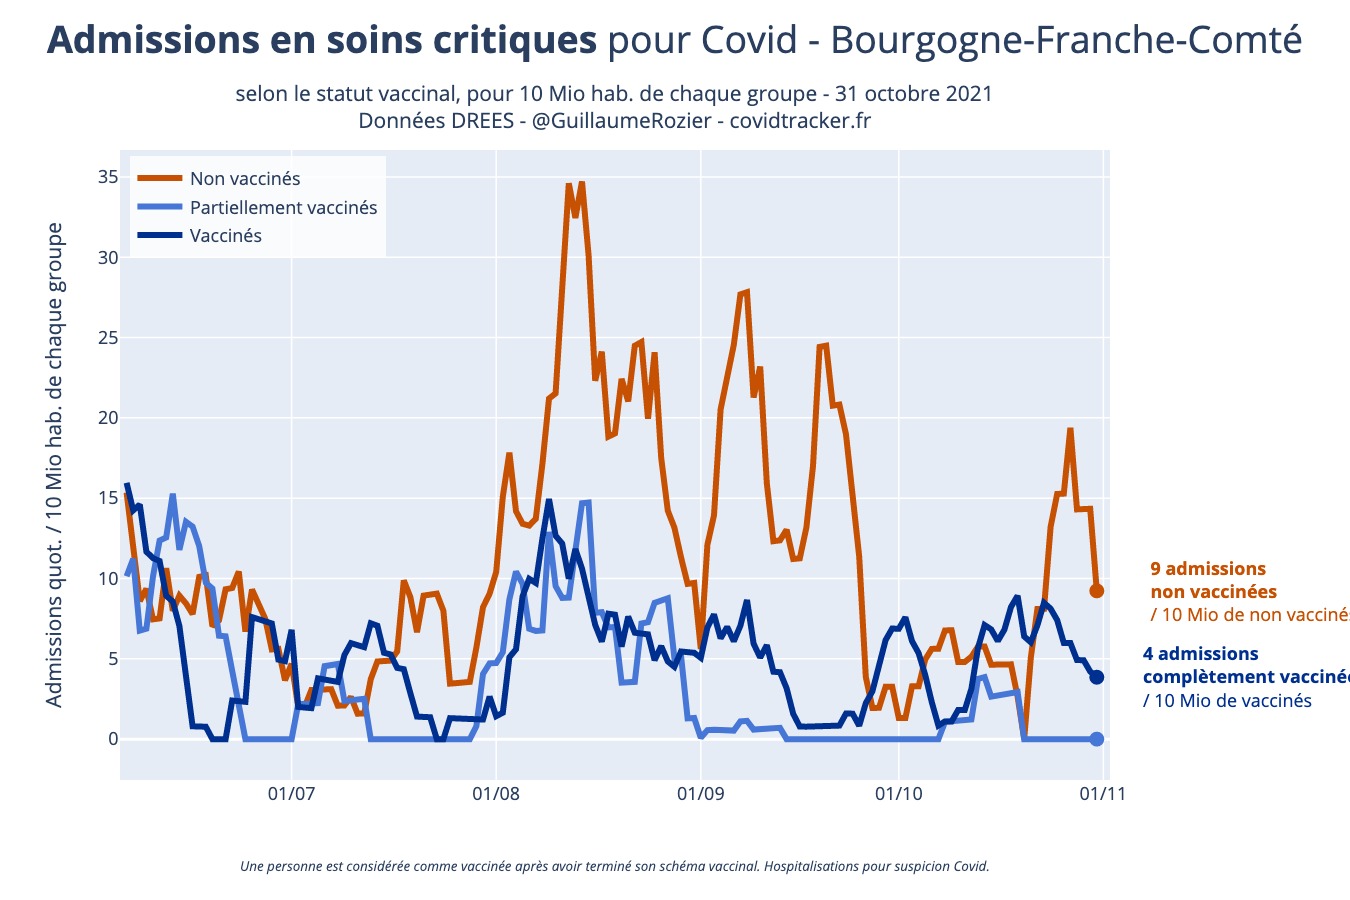 Admissions en soins critiques pour Covid - Bourgogne-Franche-Comté
selon le statut vaccinal, pour 10 Mio hab. de chaque groupe - 31 octobre 2021
Données DREES - @GuillaumeRozier - covidtracker.fr
Admissions quot. / 10 Mio hab. de chaque groupe
Non vaccinés
Partiellement vaccinés
Vaccinés
35
30
25
20
15
10
5
0
01/07
01/08
01/09
01/10
01/11
9 admissions
non vaccinées
/ 10 Mio de non vaccinés
4 admissions
complètement vacciné
/ 10 Mio de vaccinés
Une personne est considérée comme vaccinée après avoir terminé son schéma vaccinal. Hospitalisations pour suspicion Covid.